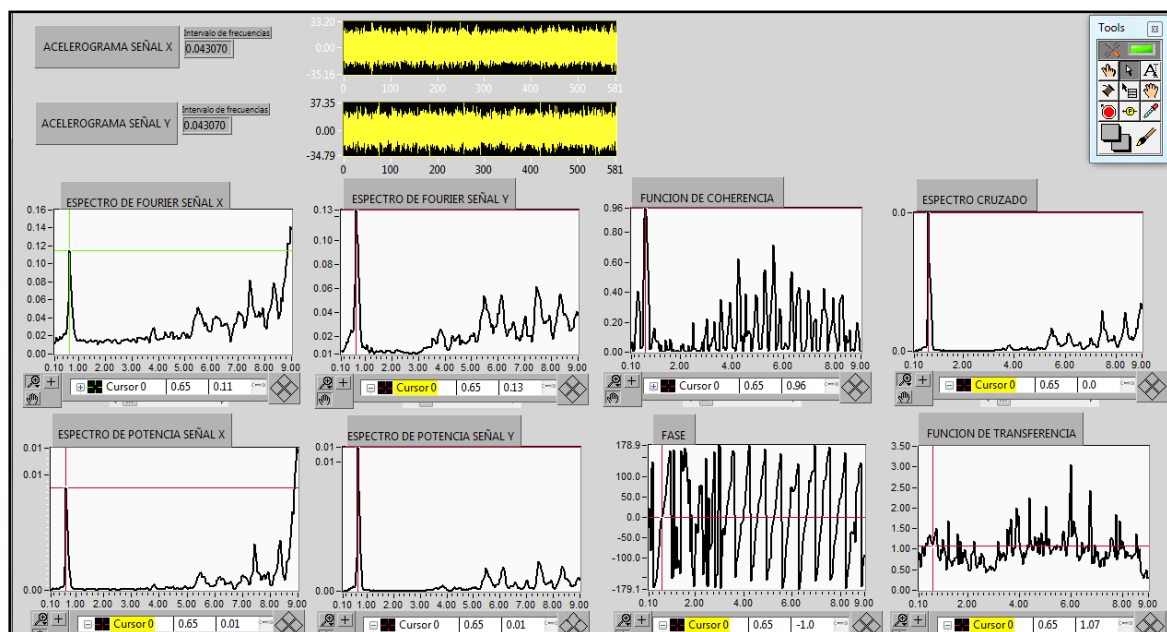 ACELEROGRAMA SEÑAL X
Intervalo de frecuencias
0.043070
33.20
0.00
-35.16
0 100 200 300 400 500 581
Tools
ACELEROGRAMA SEÑAL Y
Intervalo de frecuencias
0.043070
37.35
0.00
-34.79
0 100 200 300 400 500 581
ESPECTRO DE FOURIER SEÑAL X
0.16
0.14
0.12
0.10
0.08
0.06
0.04
0.02
0.00
0.10 1.00 2.00 3.00 4.00 5.00 6.00 7.00 8.00 9.00
Cursor 0 0.65 0.11
ESPECTRO DE FOURIER SEÑAL Y
0.13
0.10
0.08
0.06
0.04
0.02
0.01
0.10 1.00 2.00 3.00 4.00 5.00 6.00 7.00 8.00 9.00
Cursor 0 0.65 0.13
FUNCION DE COHERENCIA
0.96
0.80
0.60
0.40
0.20
0.00
0.10 2.00 4.00 6.00 8.00 9.00
Cursor 0 0.65 0.96
ESPECTRO CRUZADO
0.0
0.0
0.10 2.00 4.00 6.00 8.00 9.00
Cursor 0 0.65 0.0
ESPECTRO DE POTENCIA SEÑAL X
0.01
0.01
0.00
0.10 1.00 2.00 3.00 4.00 5.00 6.00 7.00 8.00 9.00
Cursor 0 0.65 0.01
ESPECTRO DE POTENCIA SEÑAL Y
0.01
0.00
0.10 1.00 2.00 3.00 4.00 5.00 6.00 7.00 8.00 9.00
Cursor 0 0.65 0.01
FASE
178.9
100.0
50.0
0.0
-50.0
-100.0
-179.1
0.10 2.00 4.00 6.00 8.00 9.00
Cursor 0 0.65 -1.0
FUNCION DE TRANSFERENCIA
3.50
3.00
2.50
2.00
1.50
1.00
0.50
0.00
0.10 2.00 4.00 6.00 8.00 9.00
Cursor 0 0.65 1.07